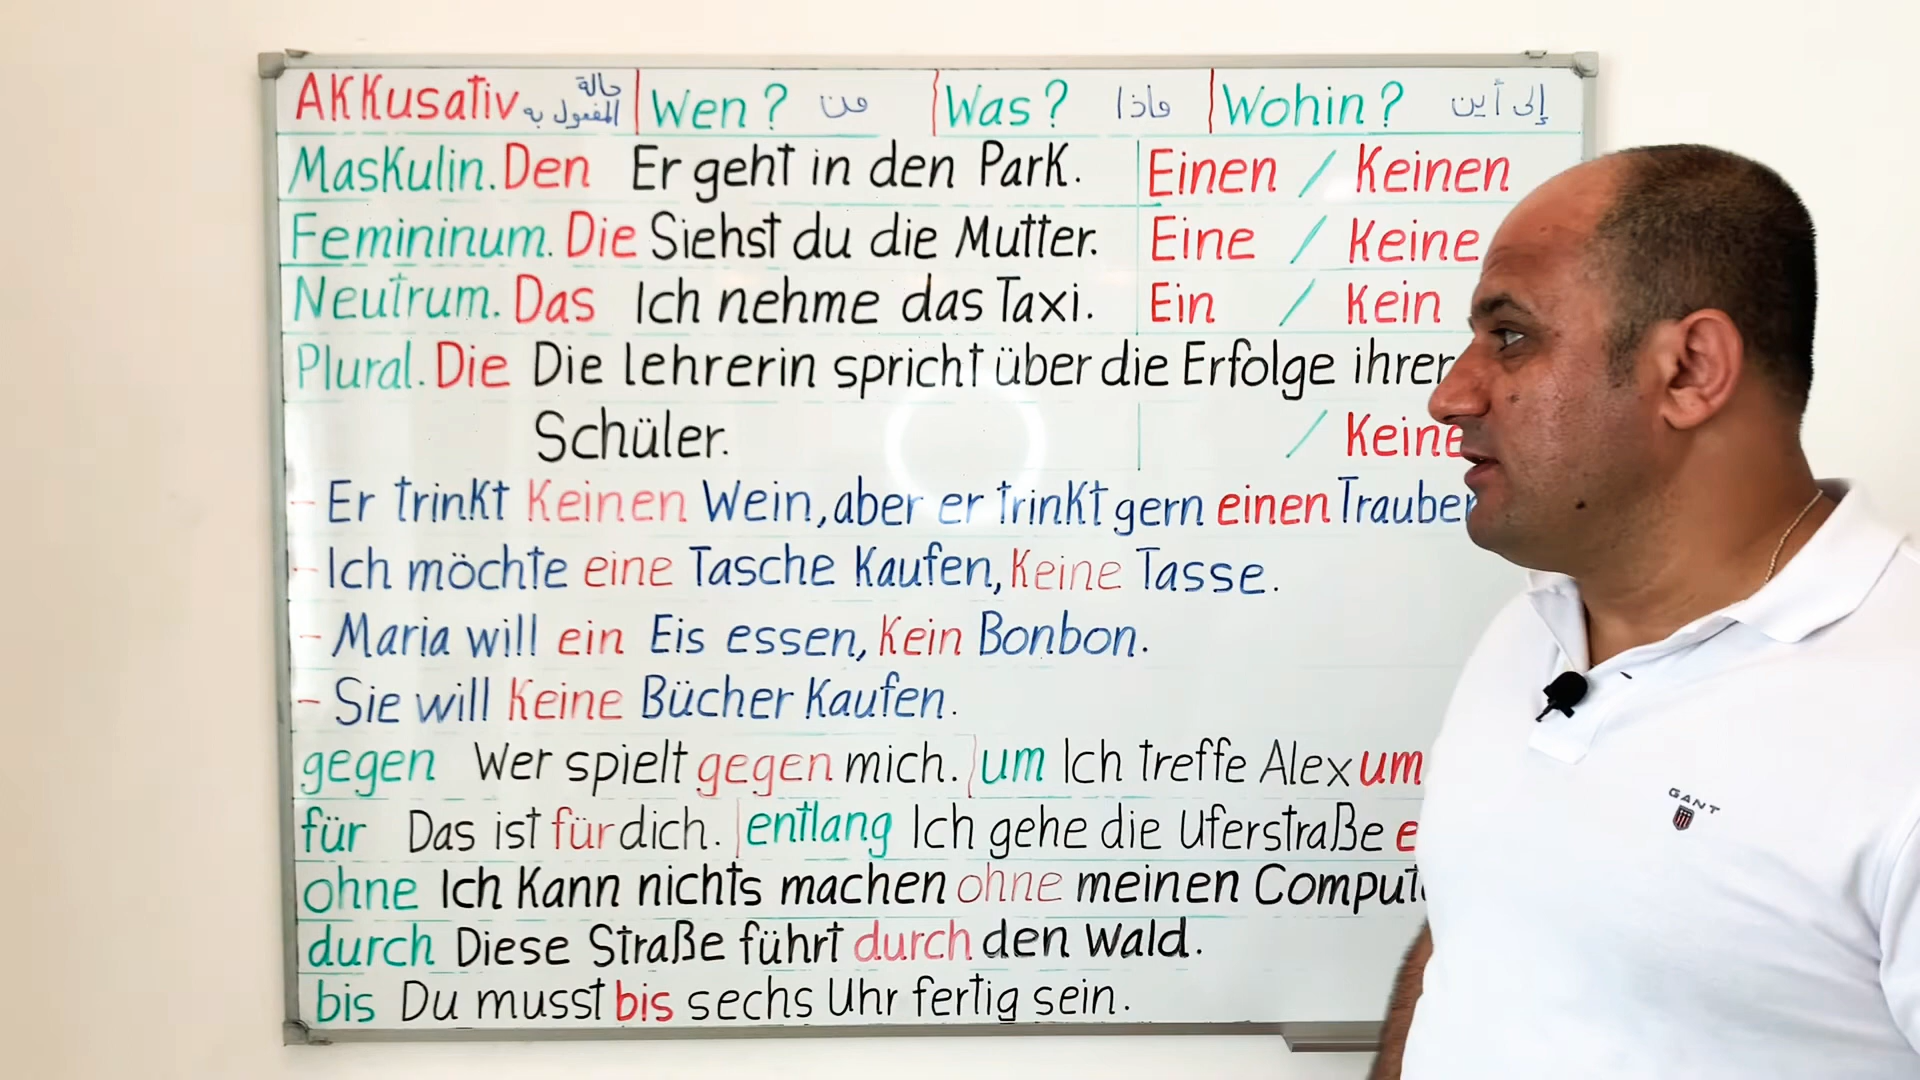 AKKusativ حالة المفعول به Wen? من Was? ماذا Wohin? إلى أين
Maskulin. Den Er geht in den Park. Einen / Keinen
Femininum. Die Siehst du die Mutter. Eine / Keine
Neutrum. Das Ich nehme das Taxi. Ein / Kein
Plural. Die Die lehrerin spricht über die Erfolge ihrer
Schüler. / Keine
- Er trinkt Keinen Wein, aber er trinkt gern einen
- Ich möchte eine Tasche Kaufen, Keine Tasse.
- Maria will ein Eis essen, Kein Bonbon.
- Sie will Keine Bücher Kaufen.
gegen Wer spielt gegen mich. um Ich treffe Alex um
für Das ist für dich. entlang Ich gehe die Uferstraße
ohne Ich Kann nichts machen ohne meinen
durch Diese Straße führt durch den Wald.
bis Du musst bis sechs Uhr fertig sein.
GANT